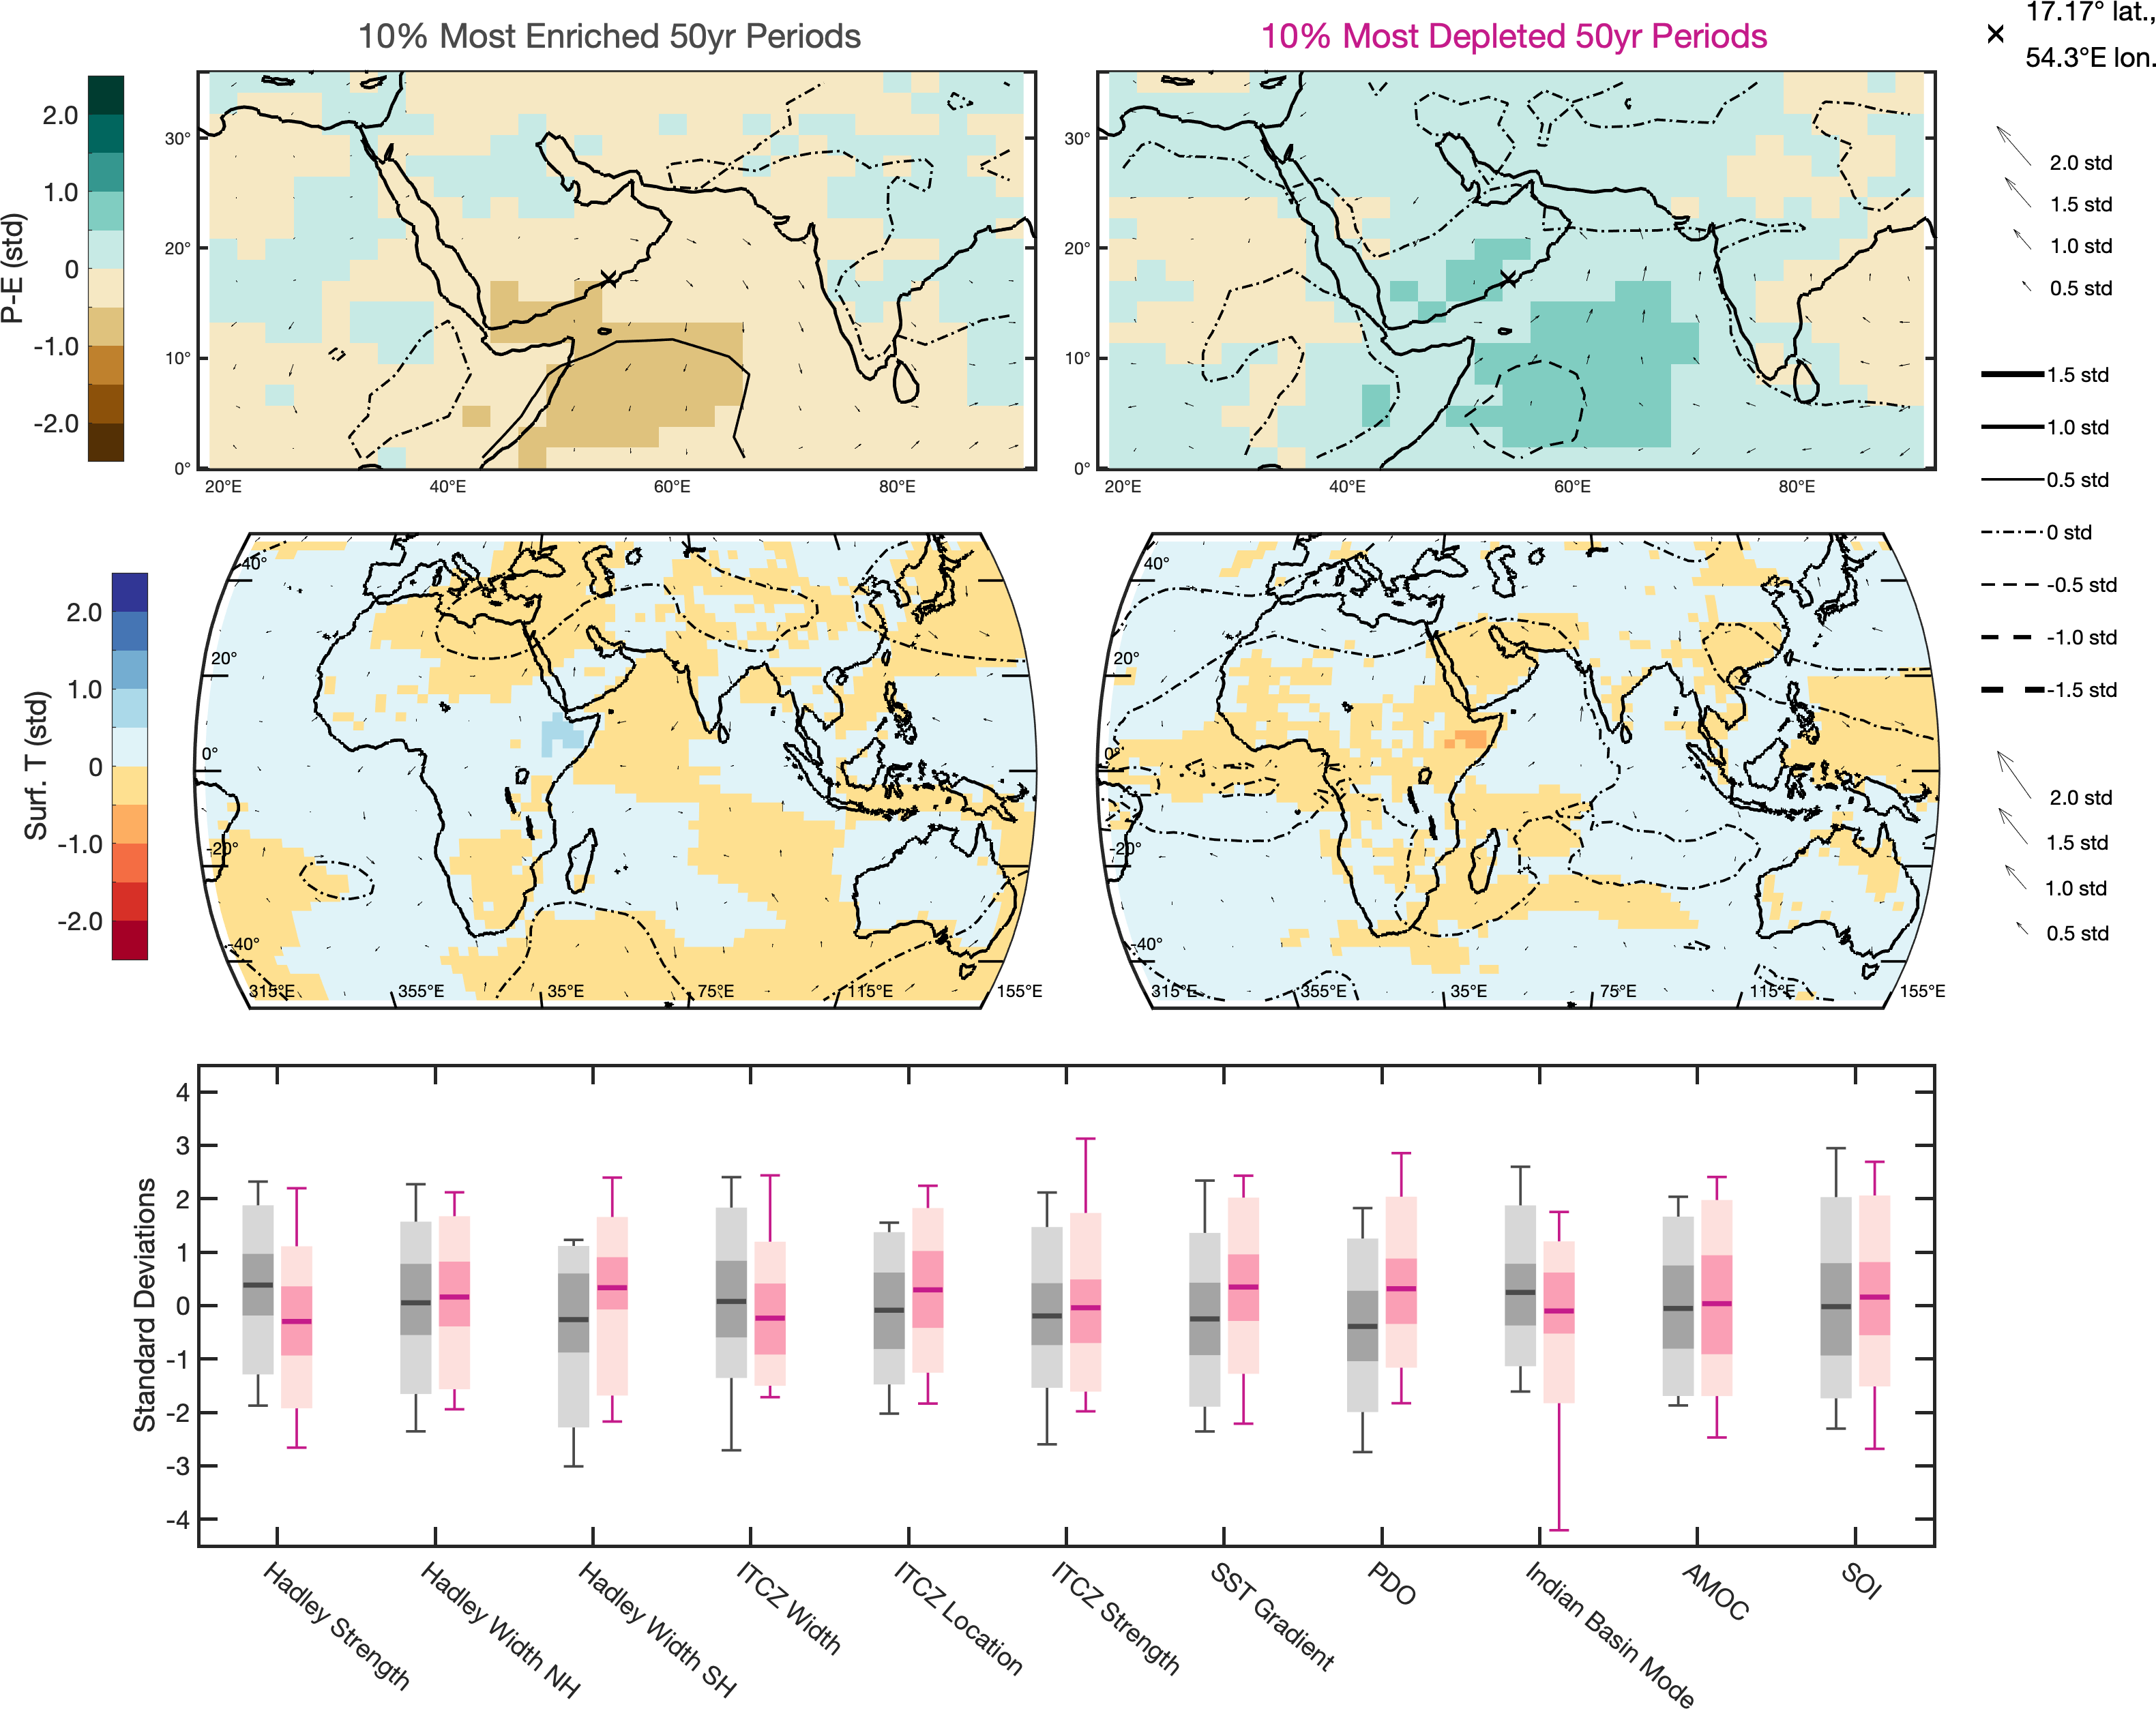 10% Most Enriched 50yr Periods
10% Most Depleted 50yr Periods
17.17° lat.,
54.3°E lon.
P-E (std)
2.0
1.0
0
-1.0
-2.0
30°
20°
10°
0°
20°E 40°E 60°E 80°E
30°
20°
10°
0°
20°E 40°E 60°E 80°E
2.0 std
1.5 std
1.0 std
0.5 std
1.5 std
1.0 std
0.5 std
0 std
-0.5 std
-1.0 std
-1.5 std
Surf. T (std)
2.0
1.0
0
-1.0
-2.0
40°
20°
0°
-20°
-40°
315°E 355°E 35°E 75°E 115°E 155°E
40°
20°
0°
-20°
-40°
315°E 355°E 35°E 75°E 115°E 155°E
2.0 std
1.5 std
1.0 std
0.5 std
Standard Deviations
4
3
2
1
0
-1
-2
-3
-4
Hadley Strength
Hadley Width NH
Hadley Width SH
ITCZ Width
ITCZ Location
ITCZ Strength
SST Gradient
PDO
Indian Basin Mode
AMOC
SOI